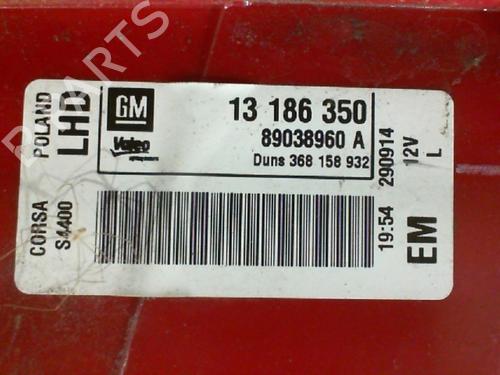 PARTS
POLAND
LHD
CORSA
S4400
GM
Valeo
13 186 350
89038960 A
Duns 368 158 932
19:54 290914
12V
L
EM